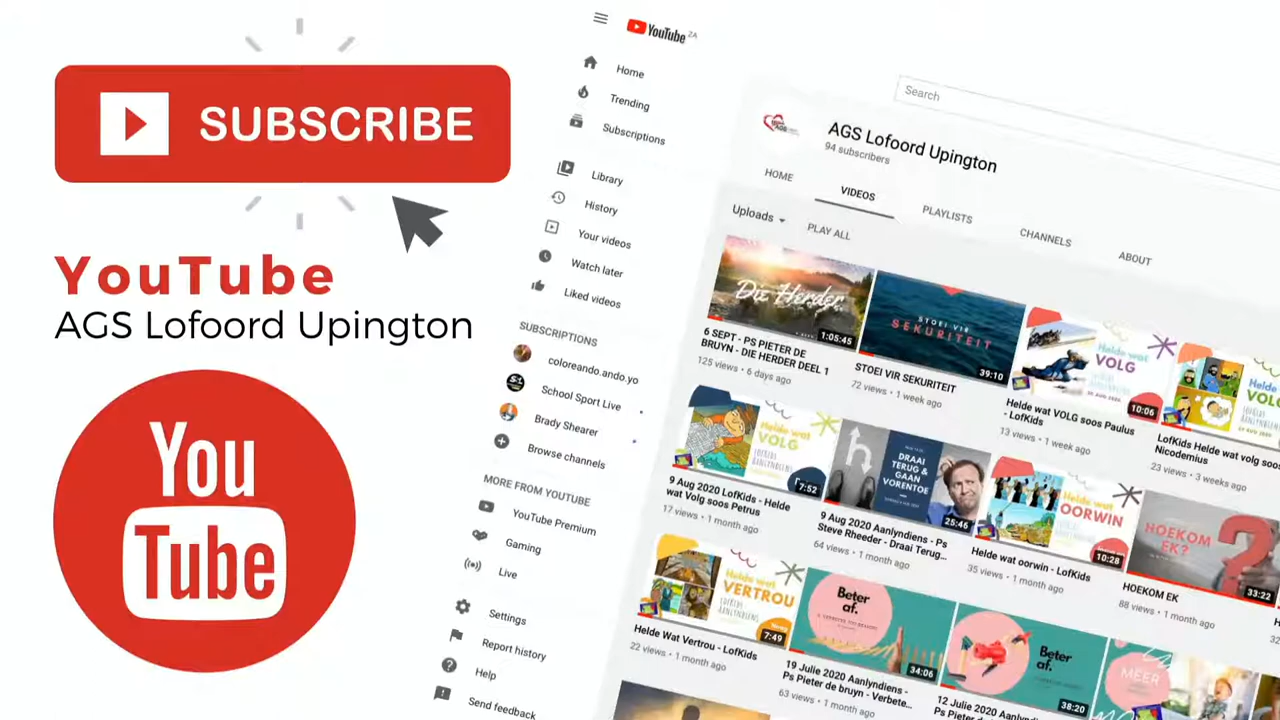 SUBSCRIBE
YouTube
AGS Lofoord Upington
You
Tube
YouTube ZA
Home
Trending
Subscriptions
Library
History
Your videos
Watch later
Liked videos
SUBSCRIPTIONS
coloreando.ando.yo
School Sport Live
Brady Shearer
Browse channels
MORE FROM YOUTUBE
YouTube Premium
Gaming
Live
Settings
Report history
Help
Send feedback
Search
AGS Lofoord Upington
94 subscribers
HOME
VIDEOS
PLAYLISTS
CHANNELS
ABOUT
Uploads
PLAY ALL
Die Herder
1:05:45
6 SEPT - PS PIETER DE
BRUYN - DIE HERDER DEEL 1
125 views • 6 days ago
STOEI VIR
SEKURITEIT
39:10
STOEI VIR SEKURITEIT
72 views • 1 week ago
Helde wat
VOLG
10:06
Helde wat VOLG soos Paulus
- LofKids
13 views • 1 week ago
Helde wat
VOLG
LofKids Helde wat volg soos
Nicodemius
23 views • 3 weeks ago
Helde wat
VOLG
LOFKIDS
AANLYNDIENS
7:52
9 Aug 2020 LofKids - Helde
wat Volg soos Petrus
17 views • 1 month ago
DRAAI
TERUG &
GAAN
VORENTOE
25:46
9 Aug 2020 Aanlyndiens - Ps
Steve Rheeder - Draai Terug...
64 views • 1 month ago
Helde wat
OORWIN
10:28
Helde wat oorwin - LofKids
35 views • 1 month ago
HOEKOM
EK?
33:22
HOEKOM EK
88 views • 1 month ago
Helde wat
VERTROU
LOFKIDS
AANLYNDIENS
7:49
Helde Wat Vertrou - LofKids
22 views • 1 month ago
Beter
af.
34:06
19 Julie 2020 Aanlyndiens -
Ps Pieter de bruyn - Verbete...
63 views • 1 month ago
Beter
af.
38:20
12 Julie 2020 Aanlyndiens -
MEER